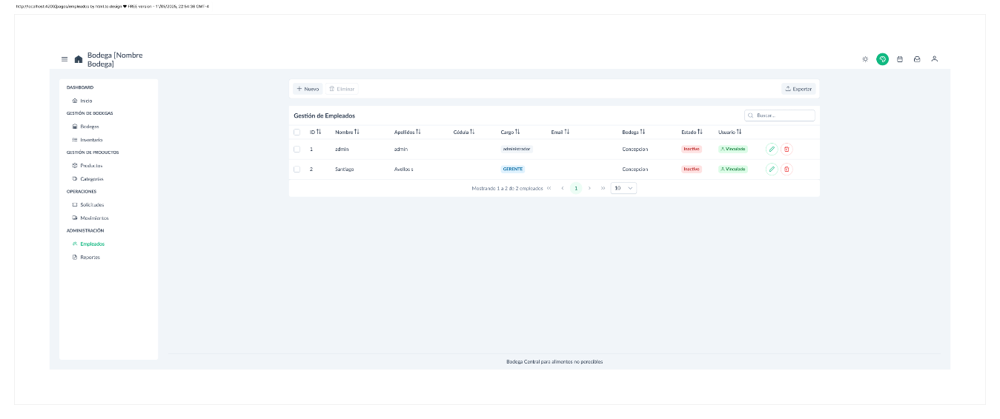 http://localhost:4200/pages/empleados by html.to.design ❤ FREE version - 11/05/2025, 22:54:36 GMT-4
Bodega [Nombre
Bodega]
DASHBOARD
Inicio
GESTIÓN DE BODEGAS
Bodegas
Inventario
GESTIÓN DE PRODUCTOS
Productos
Categorías
OPERACIONES
Solicitudes
Movimientos
ADMINISTRACIÓN
Empleados
Reportes
Nuevo Eliminar Exportar
Gestión de Empleados Buscar...
ID Nombre Apellidos Cédula Cargo Email Bodega Estado Usuario
1 admin admin administrador Concepcion Inactivo Vinculado
2 Santiago Avellos s GERENTE Concepcion Inactivo Vinculado
Mostrando 1 a 2 de 2 empleados 1 10
Bodega Central para alimentos no perecibles